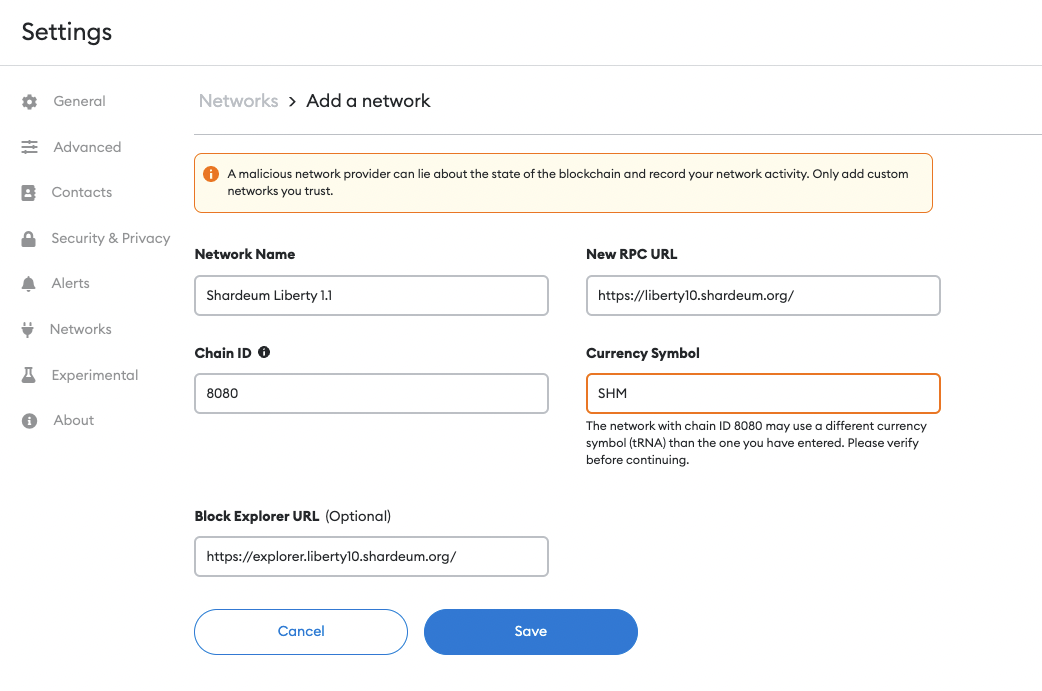 Settings
General
Advanced
Contacts
Security & Privacy
Alerts
Networks
Experimental
About
Networks > Add a network
A malicious network provider can lie about the state of the blockchain and record your network activity. Only add custom
networks you trust.
Network Name
Shardeum Liberty 1.1
New RPC URL
https://liberty10.shardeum.org/
Chain ID
8080
Currency Symbol
SHM
The network with chain ID 8080 may use a different currency
symbol (tRNA) than the one you have entered. Please verify
before continuing.
Block Explorer URL (Optional)
https://explorer.liberty10.shardeum.org/
Cancel
Save